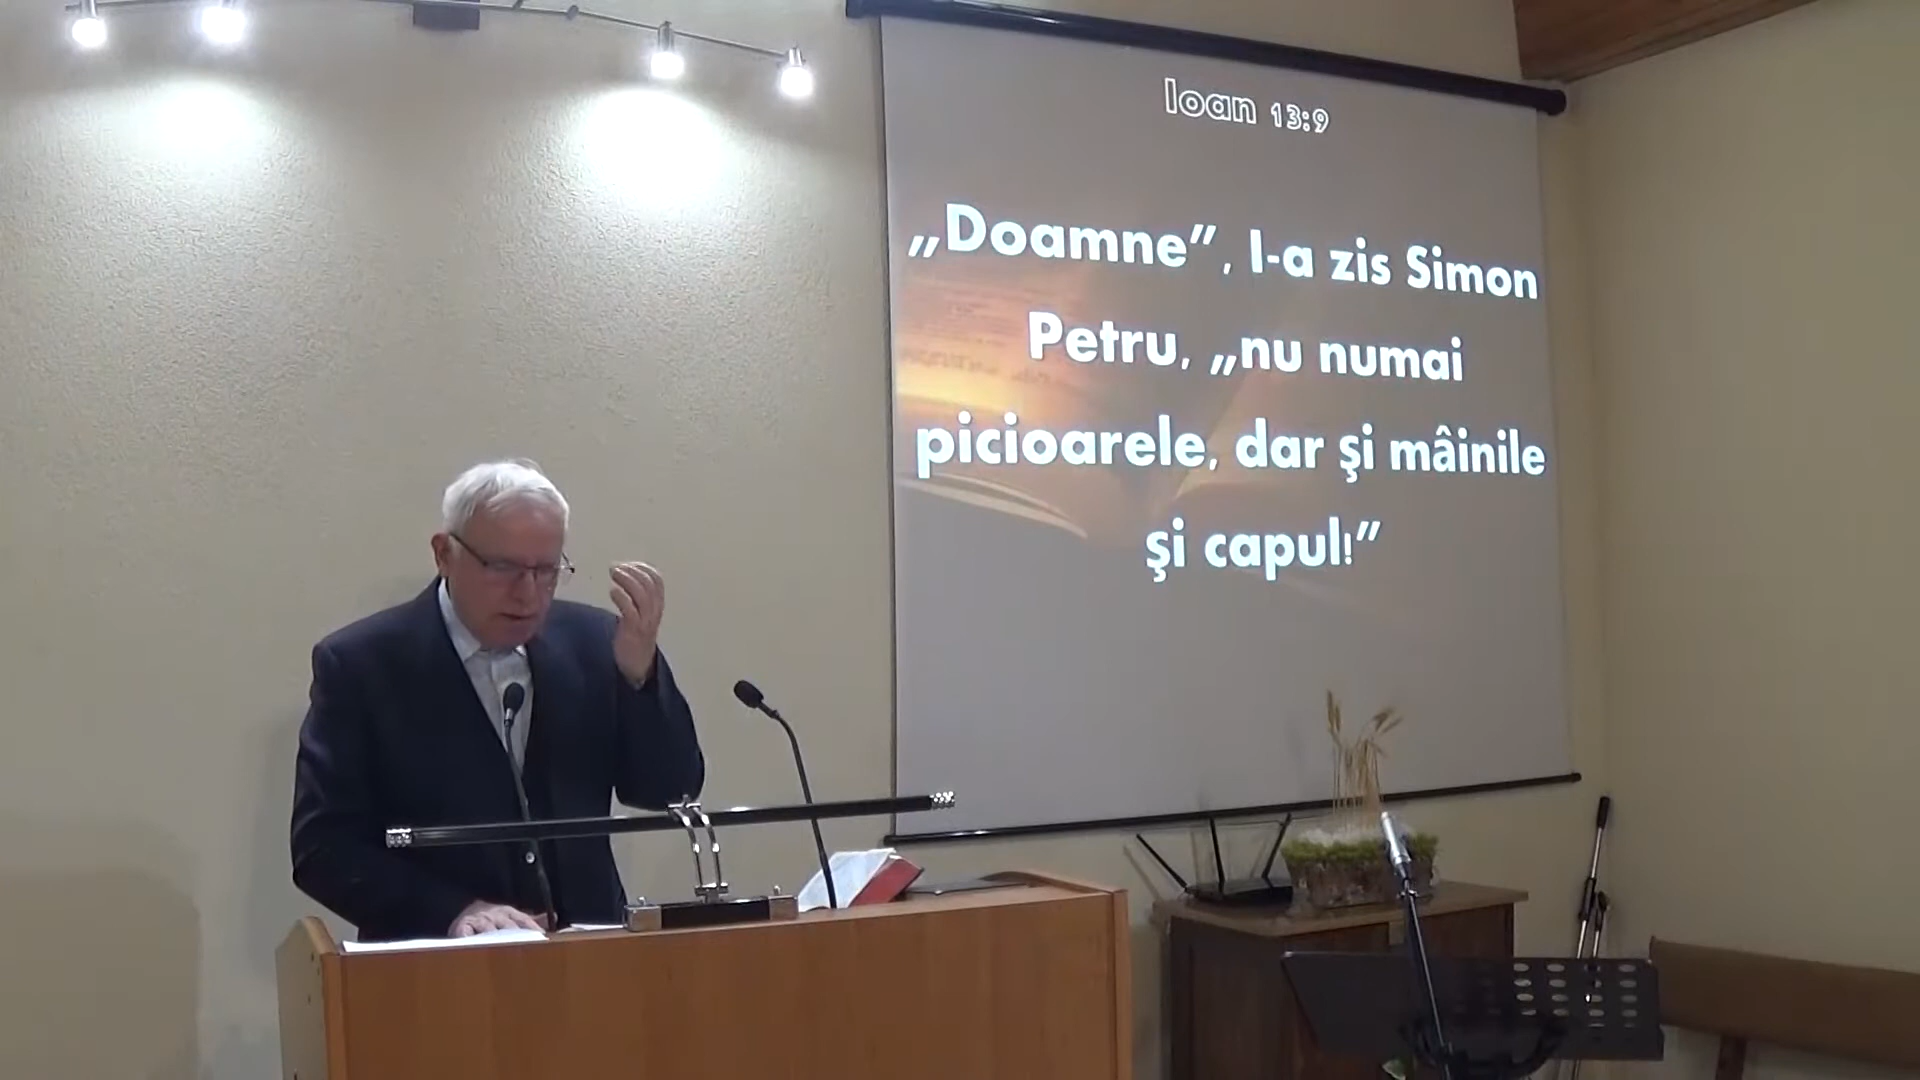 Ioan 13:9
„Doamne”, I-a zis Simon
Petru, „nu numai
picioarele, dar şi mâinile
şi capul!”